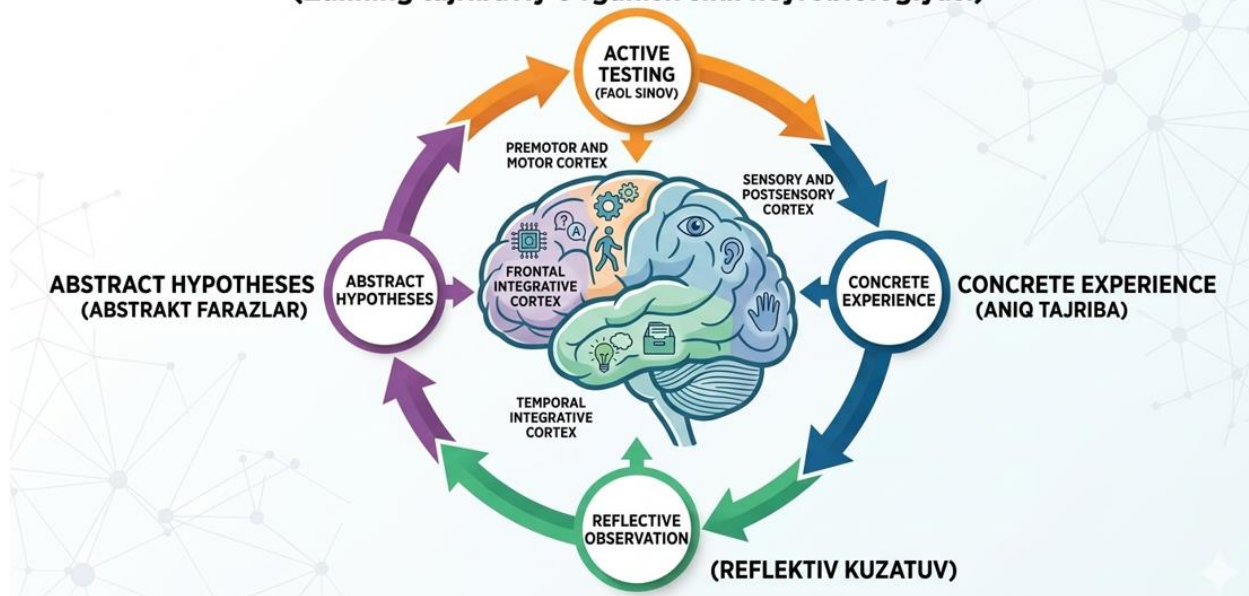 ACTIVE
TESTING
(FAOL SINOV)
PREMOTOR AND
MOTOR CORTEX
SENSORY AND
POSTSENSORY
CORTEX
? A
FRONTAL
INTEGRATIVE
CORTEX
ABSTRACT HYPOTHESES
(ABSTRAKT FARAZLAR)
ABSTRACT
HYPOTHESES
CONCRETE
EXPERIENCE
CONCRETE EXPERIENCE
(ANIQ TAJRIBA)
TEMPORAL
INTEGRATIVE
CORTEX
REFLECTIVE
OBSERVATION
(REFLEKTIV KUZATUV)